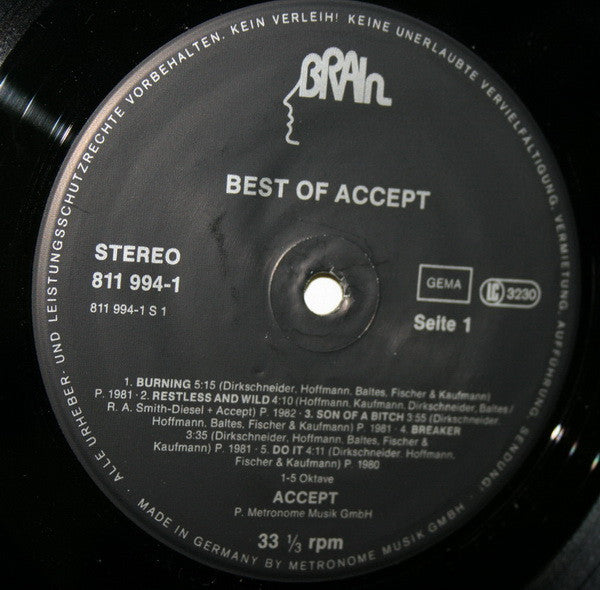 ALLE URHEBER- UND LEISTUNGSSCHUTZRECHTE VORBEHALTEN. KEIN VERLEIH! KEINE UNERLAUBTE VERVIELFÄLTIGUNG, VERMIETUNG, AUFFÜHRUNG, SENDUNG!
BRAIn
BEST OF ACCEPT
STEREO
811 994-1
811 994-1 S 1
GEMA
LC 3230
Seite 1
1. BURNING 5:15 (Dirkschneider, Hoffmann, Baltes, Fischer & Kaufmann)
P. 1981 · 2. RESTLESS AND WILD 4:10 (Hoffmann, Kaufmann, Dirkschneider, Baltes/
R. A. Smith-Diesel + Accept) P. 1982 · 3. SON OF A BITCH 3:55 (Dirkschneider,
Hoffmann, Baltes, Fischer & Kaufmann) P. 1981 · 4. BREAKER
3:35 (Dirkschneider, Hoffmann, Baltes, Fischer &
Kaufmann) P. 1981 · 5. DO IT 4:11 (Dirkschneider, Hoffmann,
Fischer & Kaufmann) P. 1980
1-5 Oktave
ACCEPT
P. Metronome Musik GmbH
33 ⅓ rpm
· MADE IN GERMANY BY METRONOME MUSIK GMBH ·